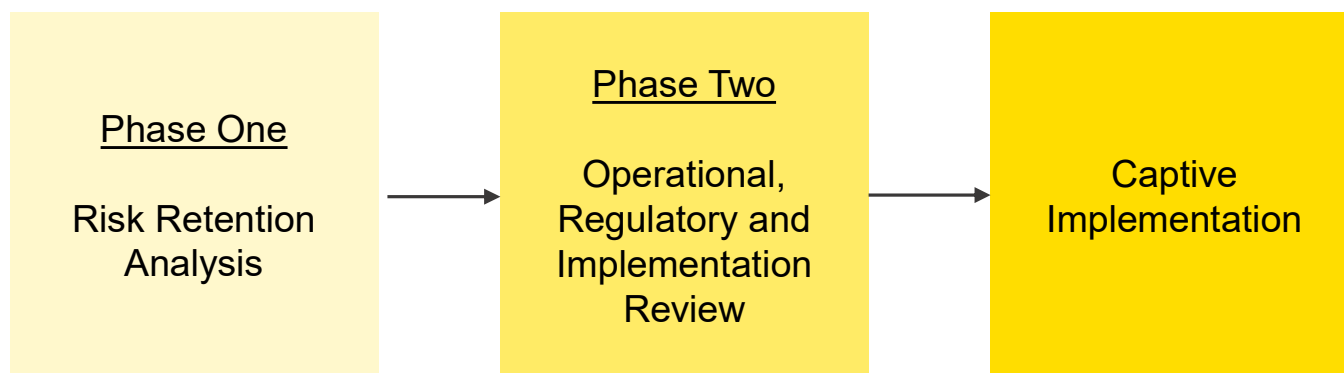 Phase One
Risk Retention
Analysis
Phase Two
Operational,
Regulatory and
Implementation
Review
Captive
Implementation